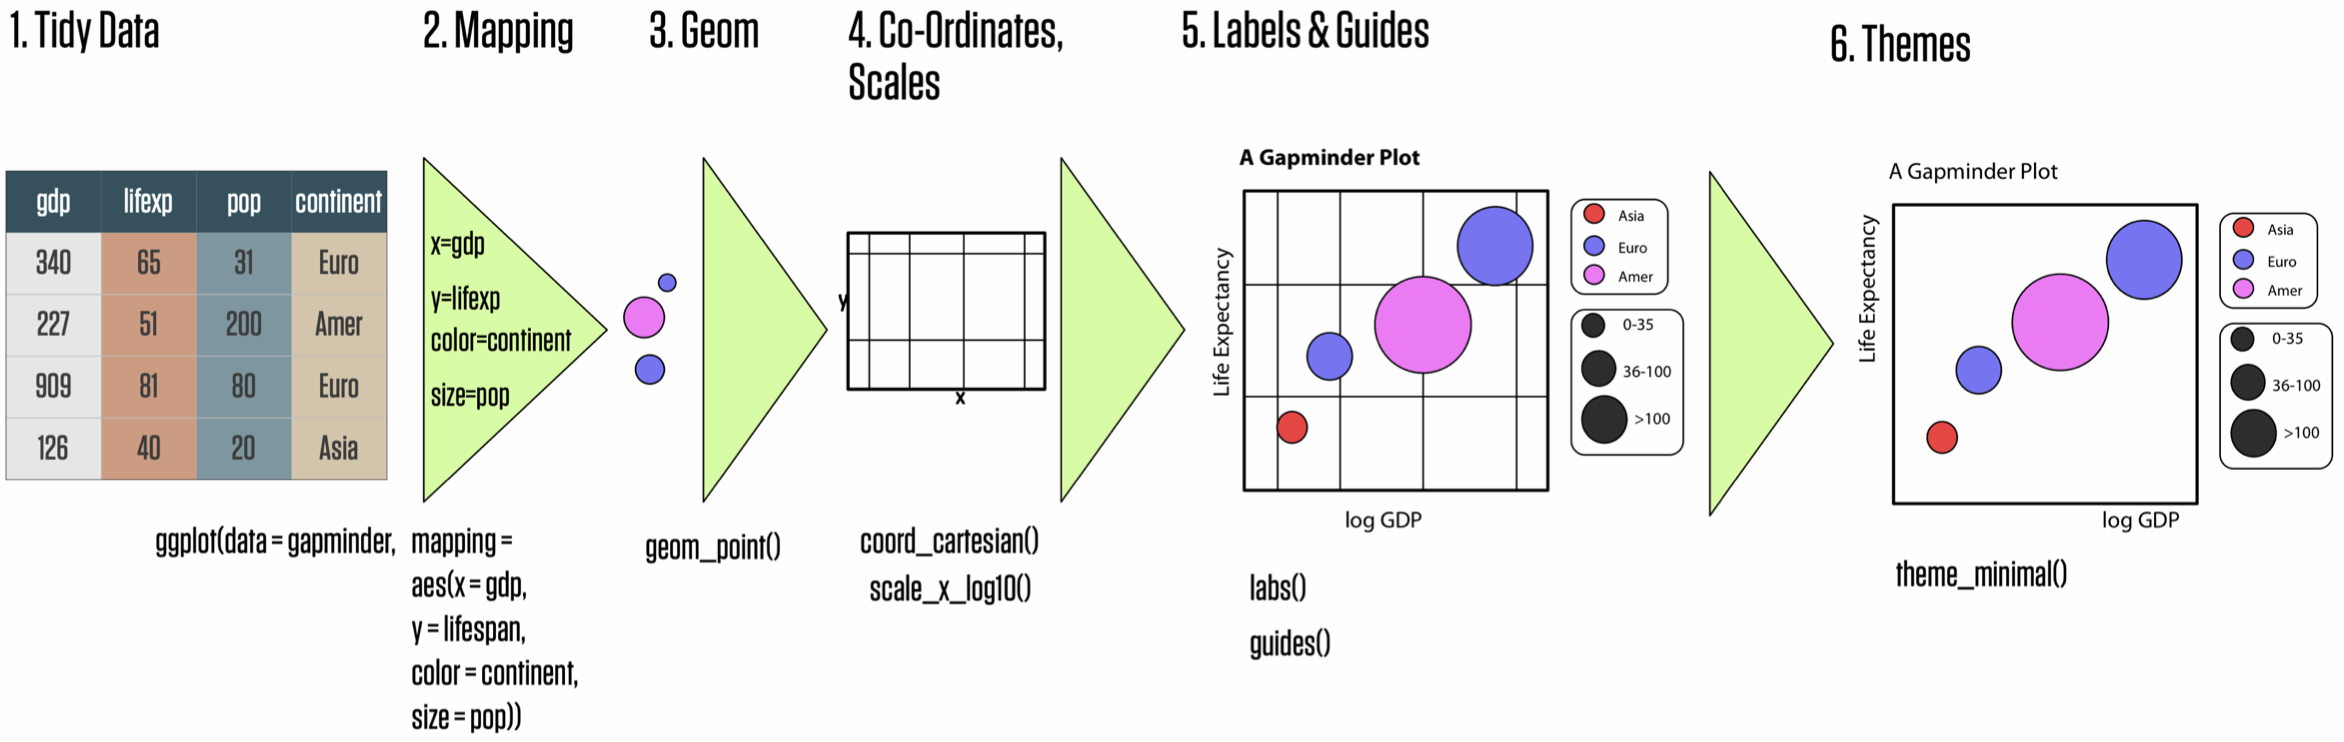 1. Tidy Data
gdp lifexp pop continent
340 65 31 Euro
227 51 200 Amer
909 81 80 Euro
126 40 20 Asia
ggplot(data = gapminder,
2. Mapping
x=gdp
y=lifexp
color=continent
size=pop
mapping =
aes(x = gdp,
y = lifespan,
color = continent,
size = pop))
3. Geom
geom_point()
4. Co-Ordinates,
Scales
y
x
coord_cartesian()
scale_x_log10()
5. Labels & Guides
A Gapminder Plot
Life Expectancy
log GDP
Asia
Euro
Amer
0-35
36-100
>100
labs()
guides()
6. Themes
A Gapminder Plot
Life Expectancy
log GDP
Asia
Euro
Amer
0-35
36-100
>100
theme_minimal()